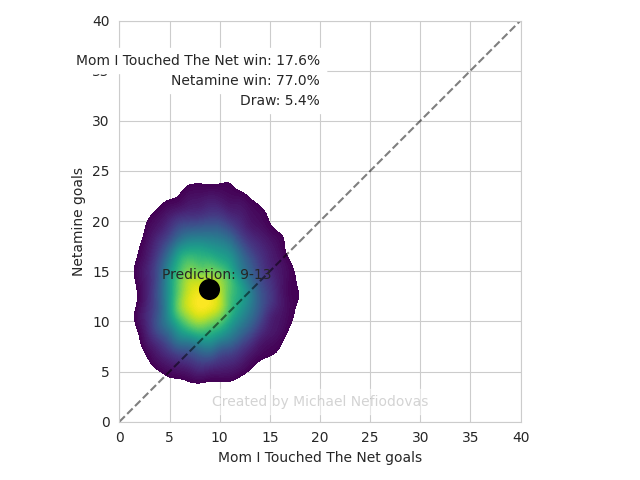 40
Mom I Touched The Net win: 17.6%
35
Netamine win: 77.0%
Draw: 5.4%
30
25
20
15
Prediction: 9-13
10
5
Created by Michael Nefiodovas
0
0 5 10 15 20 25 30 35 40
Mom I Touched The Net goals
Netamine goals